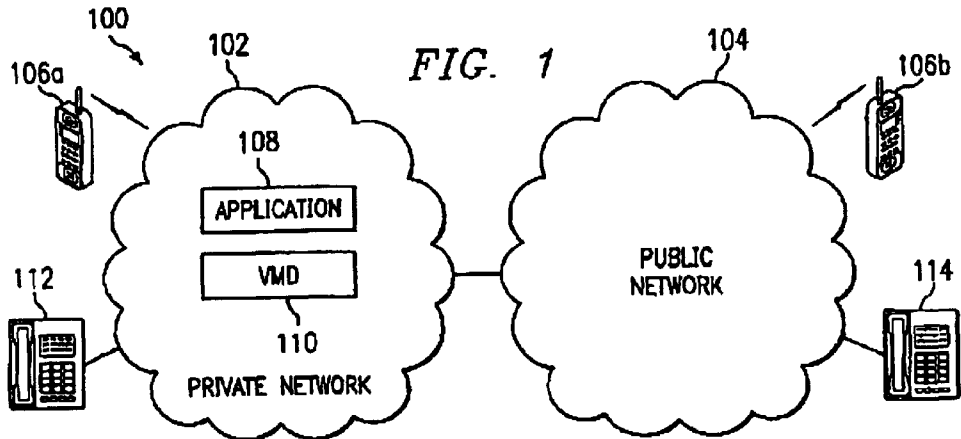 100
102
FIG. 1
104
106a
106b
108
APPLICATION
VMD
110
PUBLIC
NETWORK
112
114
PRIVATE NETWORK